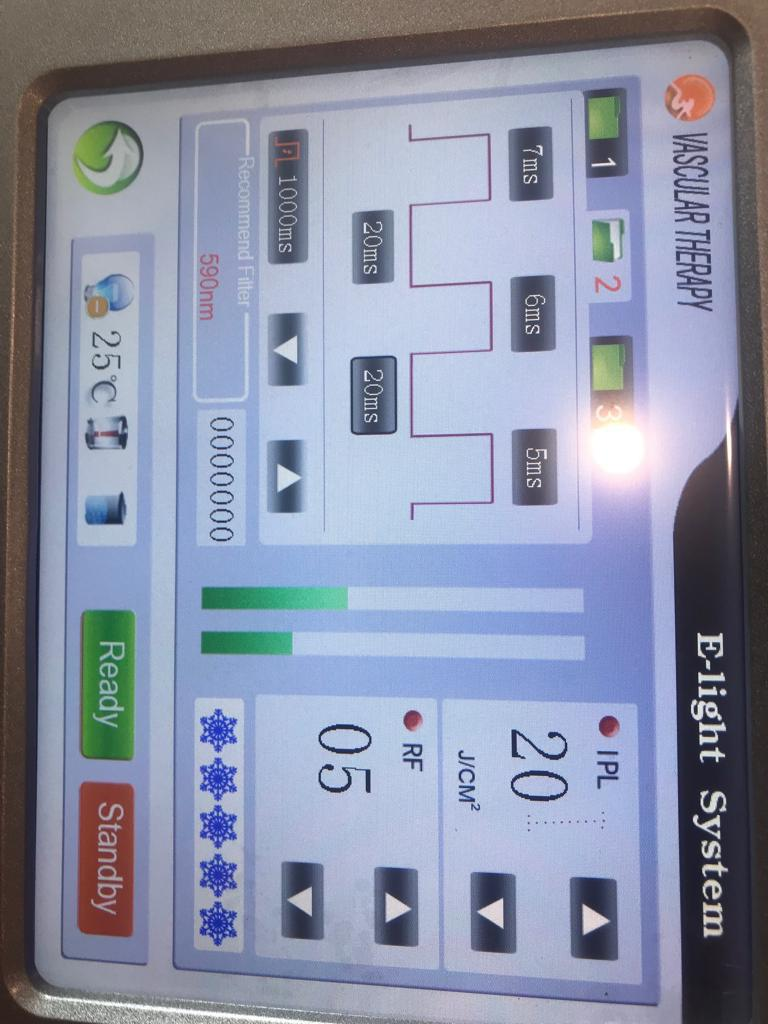 VASCULAR THERAPY
E-light System
1
2
3
7ms
6ms
5ms
20ms
20ms
1000ms
Recommend Filter
590nm
0000000
IPL
20
J/CM²
RF
05
25℃
Ready
Standby